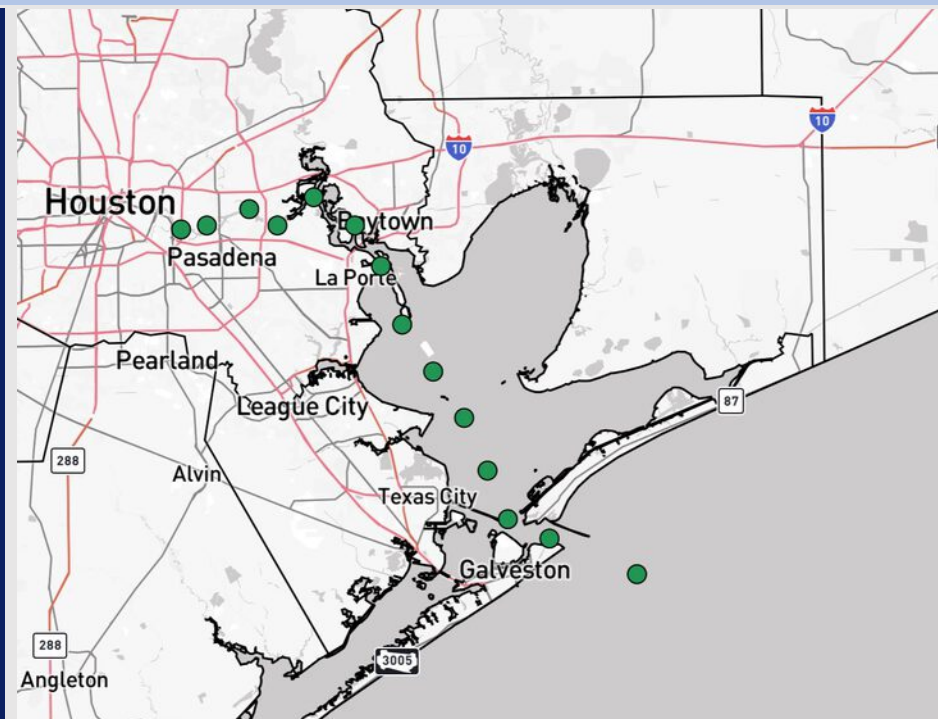 10
10
Houston
Baytown
Pasadena
La Porte
Pearland
League City
87
288
Alvin
Texas City
Galveston
288
3005
Angleton